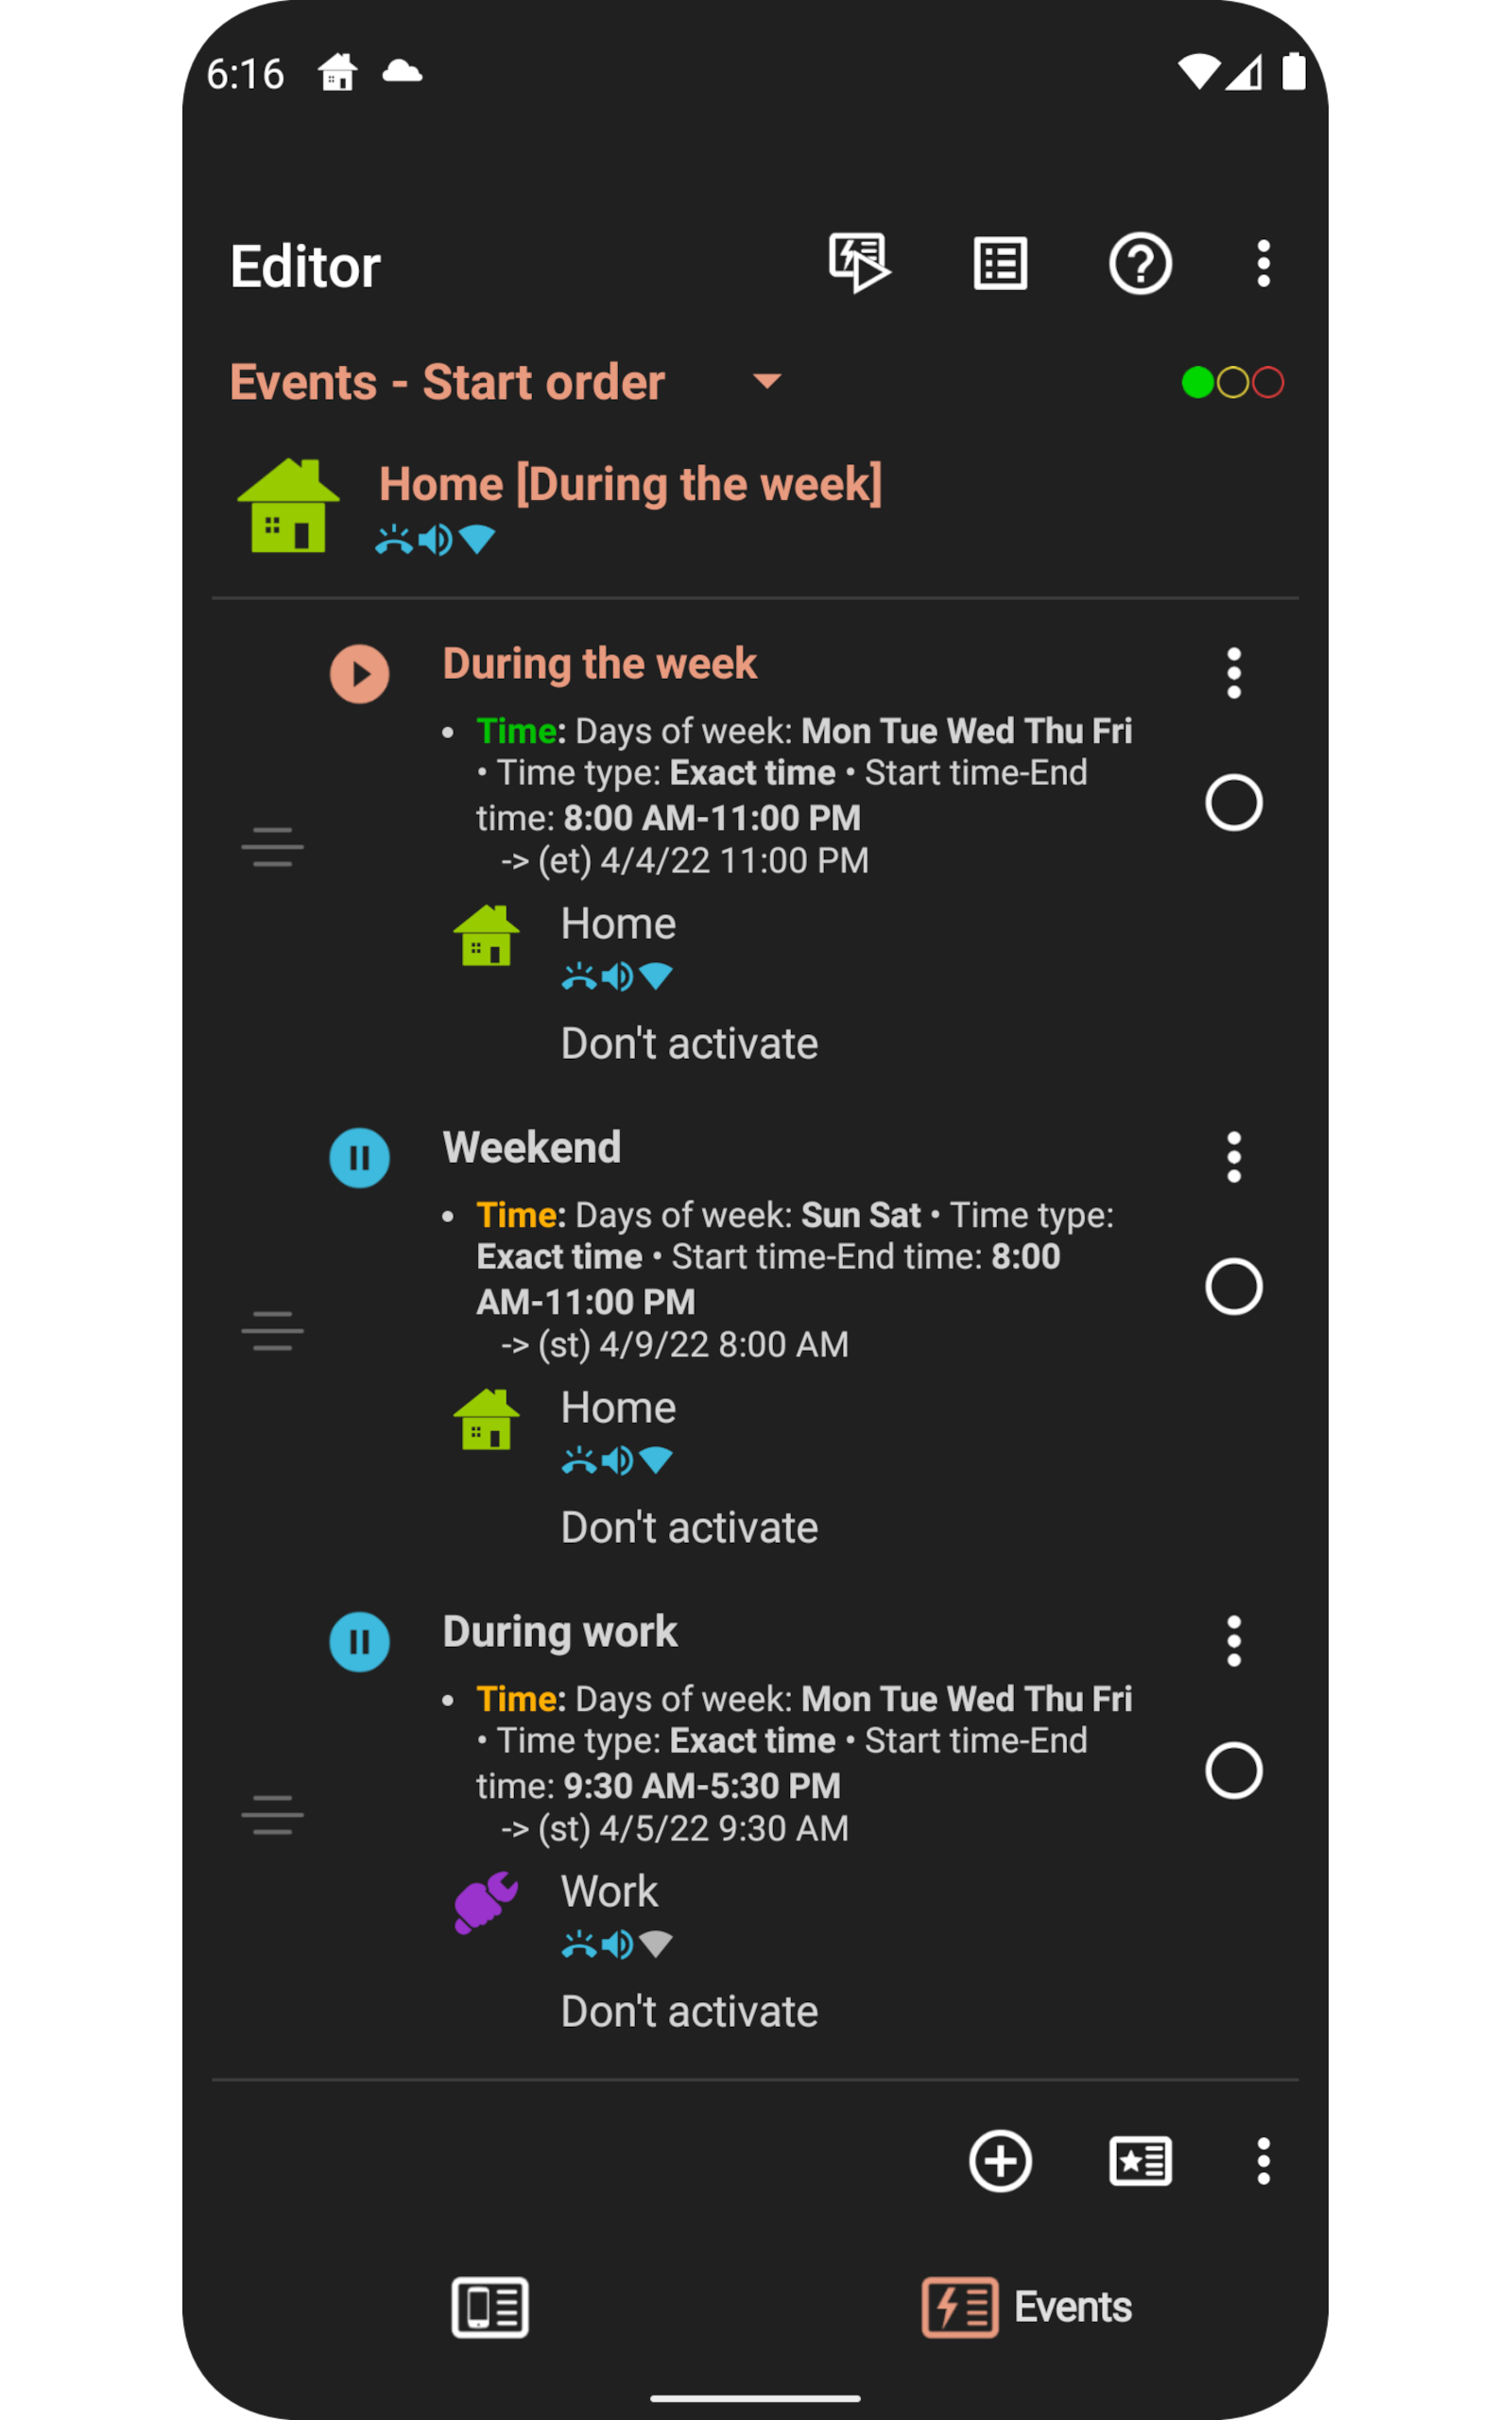 6:16
Editor
Events - Start order
Home [During the week]
During the week
• Time: Days of week: Mon Tue Wed Thu Fri
• Time type: Exact time • Start time-End
time: 8:00 AM-11:00 PM
-> (et) 4/4/22 11:00 PM
Home
Don't activate
Weekend
• Time: Days of week: Sun Sat • Time type:
Exact time • Start time-End time: 8:00
AM-11:00 PM
-> (st) 4/9/22 8:00 AM
Home
Don't activate
During work
• Time: Days of week: Mon Tue Wed Thu Fri
• Time type: Exact time • Start time-End
time: 9:30 AM-5:30 PM
-> (st) 4/5/22 9:30 AM
Work
Don't activate
Events